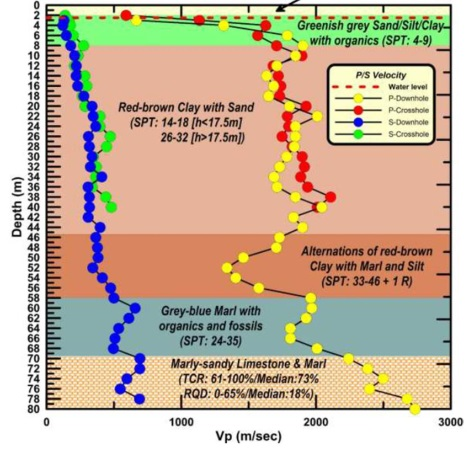 0
2
4
6
8
10
12
14
16
18
20
22
24
26
28
30
32
34
36
38
40
42
44
46
48
50
52
54
56
58
60
62
64
66
68
70
72
74
76
78
80
Depth (m)
Greenish grey Sand/Silt/Clay
with organics (SPT: 4-9)
P/S Velocity
Water level
P-Downhole
P-Crosshole
S-Downhole
S-Crosshole
Red-brown Clay with Sand
(SPT: 14-18 [h<17.5m]
26-32 [h>17.5m])
Alternations of red-brown
Clay with Marl and Silt
(SPT: 33-46 + 1 R)
Grey-blue Marl with
organics and fossils
(SPT: 24-35)
Marly-sandy Limestone & Marl
(TCR: 61-100%/Median:73%
RQD: 0-65%/Median:18%)
0 1000 2000 3000
Vp (m/sec)